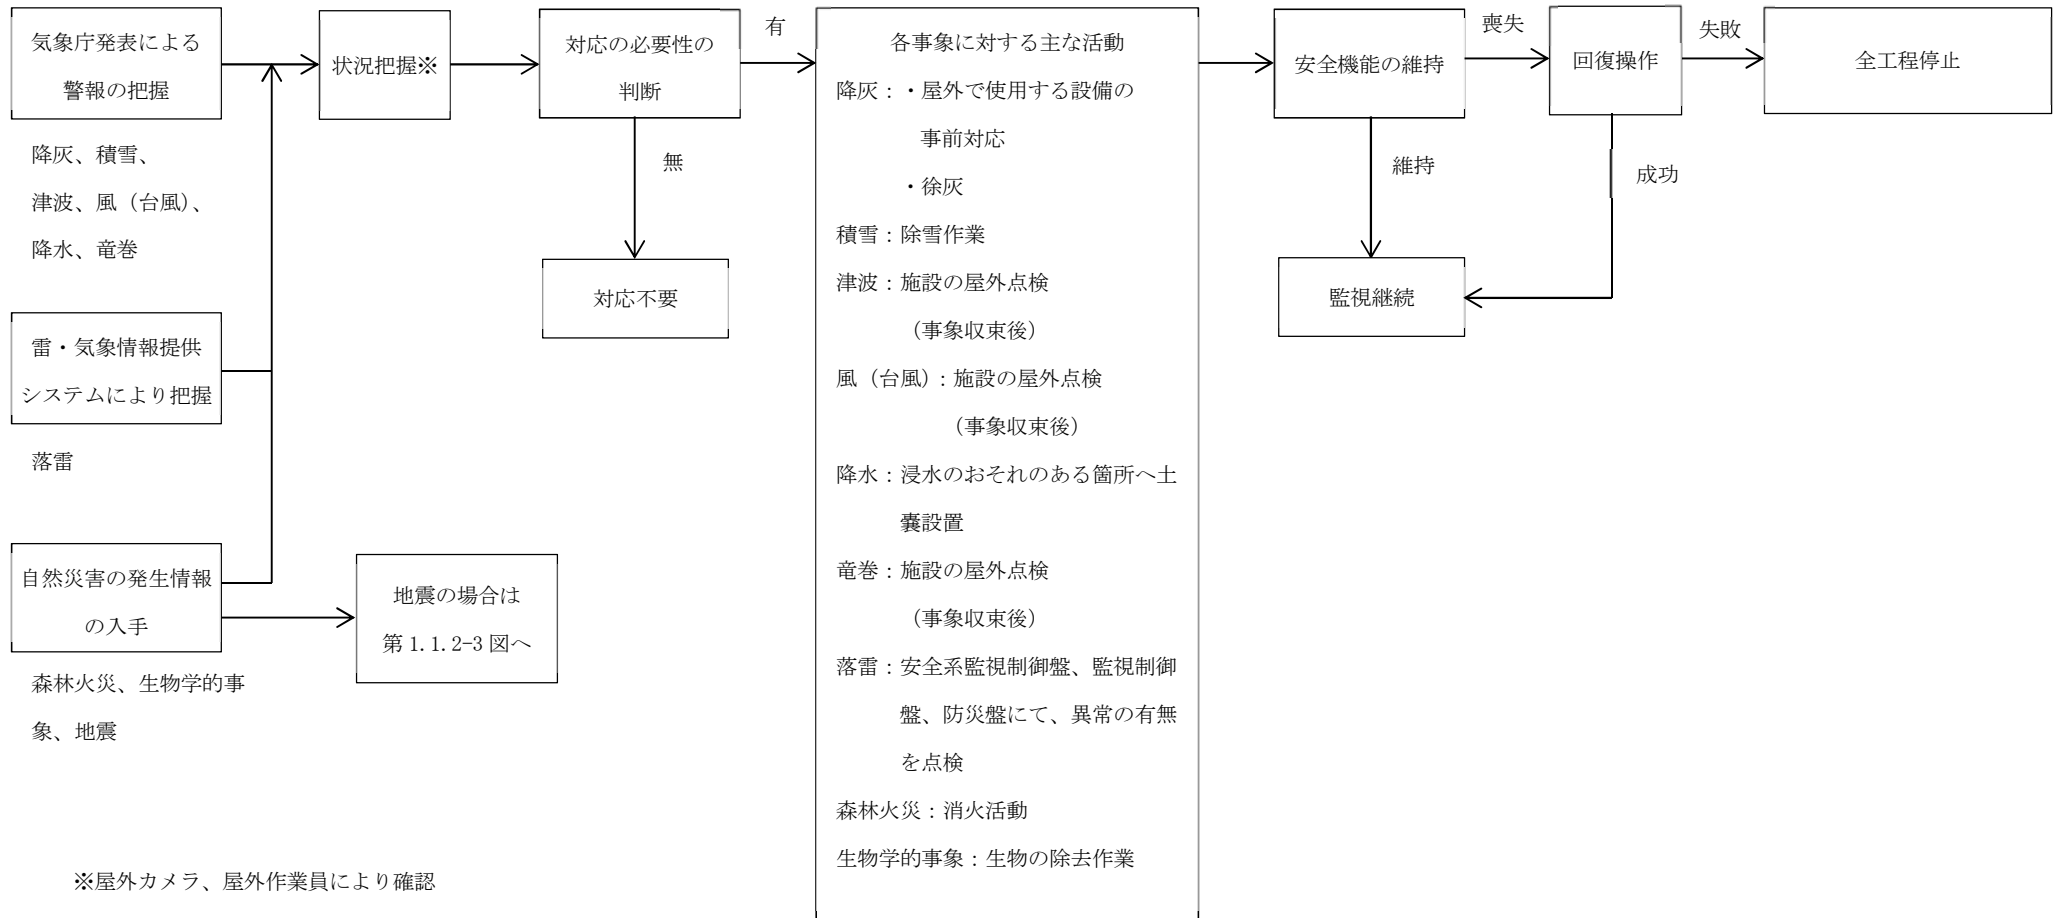 気象庁発表による
警報の把握
降灰、積雪、
津波、風（台風）、
降水、竜巻
雷・気象情報提供
システムにより把握
落雷
自然災害の発生情報
の入手
森林火災、生物学的事
象、地震
地震の場合は
第 1.1.2-3 図へ
状況把握※
対応の必要性の
判断
有
無
対応不要
各事象に対する主な活動
降灰：・屋外で使用する設備の
事前対応
・徐灰
積雪：除雪作業
津波：施設の屋外点検
（事象収束後）
風（台風）：施設の屋外点検
（事象収束後）
降水：浸水のおそれのある箇所へ土
嚢設置
竜巻：施設の屋外点検
（事象収束後）
落雷：安全系監視制御盤、監視制御
盤、防災盤にて、異常の有無
を点検
森林火災：消火活動
生物学的事象：生物の除去作業
安全機能の維持
喪失
維持
監視継続
回復操作
失敗
成功
全工程停止
※屋外カメラ、屋外作業員により確認